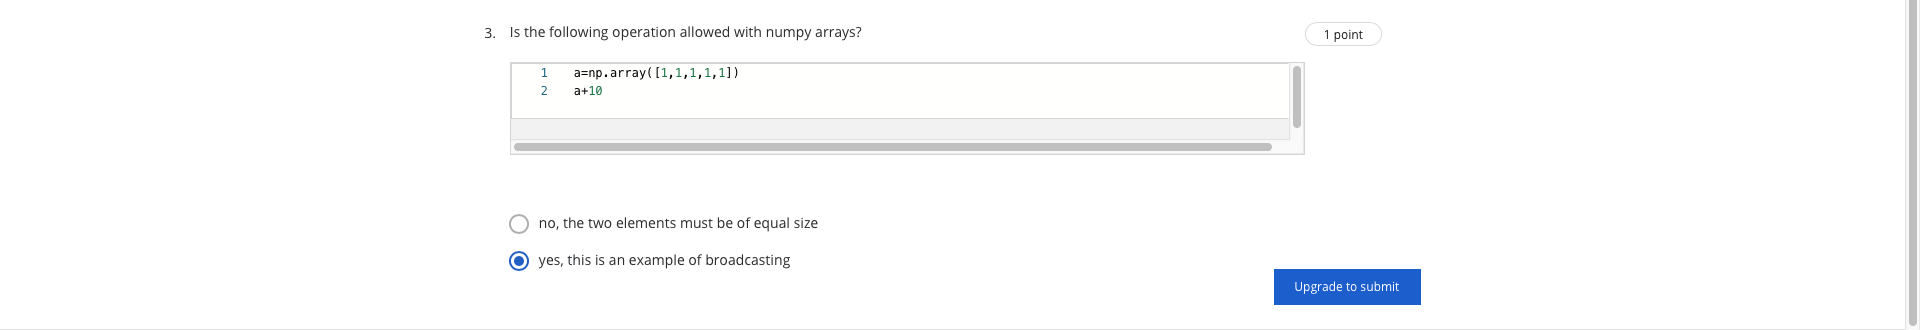 3. Is the following operation allowed with numpy arrays?
1 point
1 a=np.array([1,1,1,1,1])
2 a+10
no, the two elements must be of equal size
yes, this is an example of broadcasting
Upgrade to submit